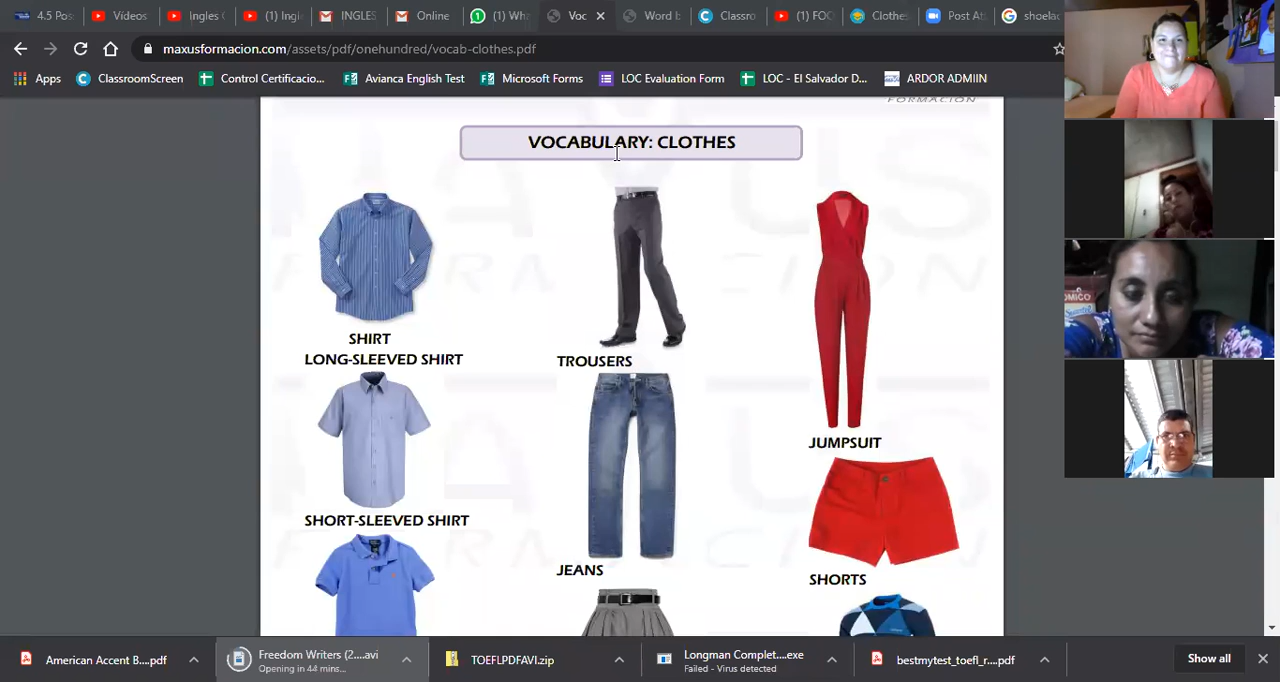 4.5 Pos
Videos
Ingles C
(1) Ingl
INGLES
Online
(1) Wh
Voc
Word b
Classro
(1) FOC
Clothes
Post At
shoelac
maxusformacion.com/assets/pdf/onehundred/vocab-clothes.pdf
Apps
ClassroomScreen
Control Certificacio...
Avianca English Test
Microsoft Forms
LOC Evaluation Form
LOC - El Salvador D...
ARDOR ADMIIN
FORMACION
VOCABULARY: CLOTHES
SHIRT
LONG-SLEEVED SHIRT
TROUSERS
JUMPSUIT
SHORT-SLEEVED SHIRT
JEANS
SHORTS
American Accent B....pdf
Freedom Writers (2....avi
Opening in 44 mins...
TOEFLPDFAVI.zip
Longman Complet....exe
Failed - Virus detected
bestmytest_toefl_r....pdf
Show all